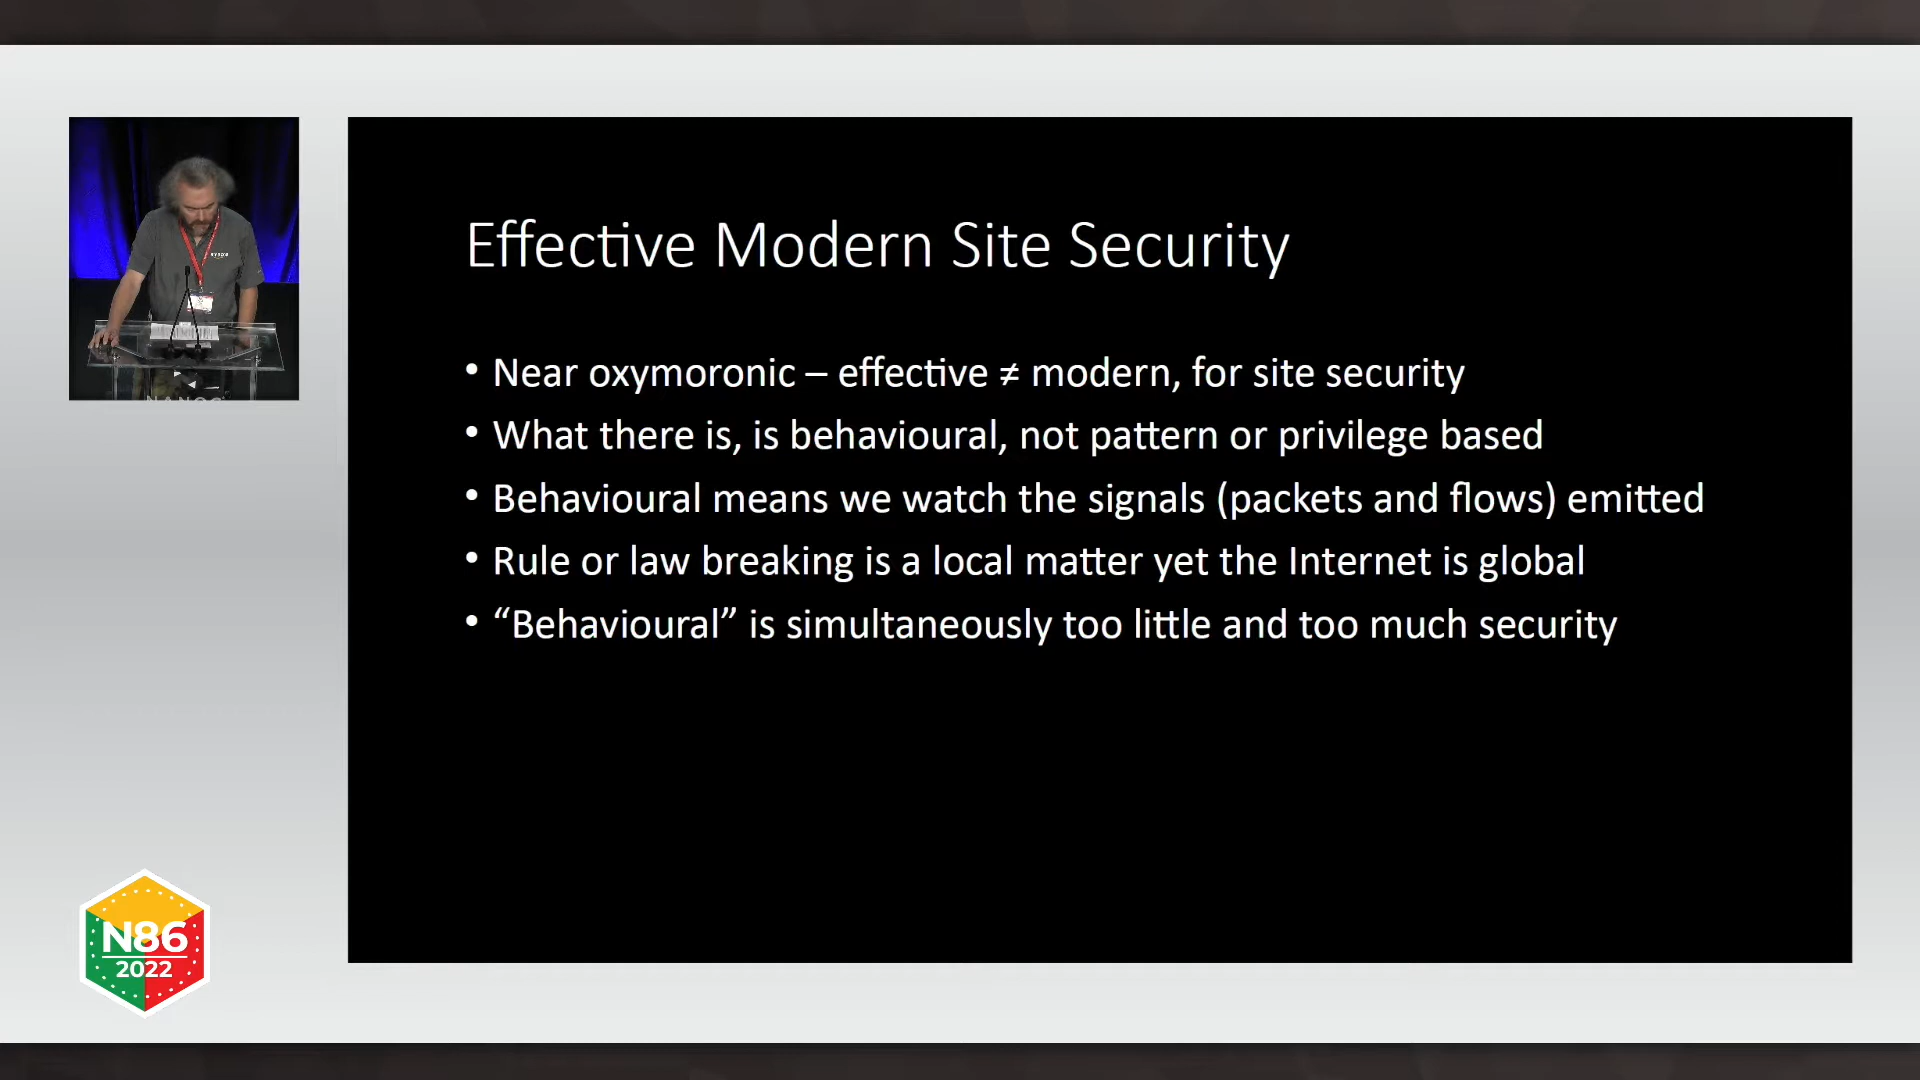 Effective Modern Site Security
• Near oxymoronic – effective ≠ modern, for site security
• What there is, is behavioural, not pattern or privilege based
• Behavioural means we watch the signals (packets and flows) emitted
• Rule or law breaking is a local matter yet the Internet is global
• “Behavioural” is simultaneously too little and too much security
NANOG
N86
2022